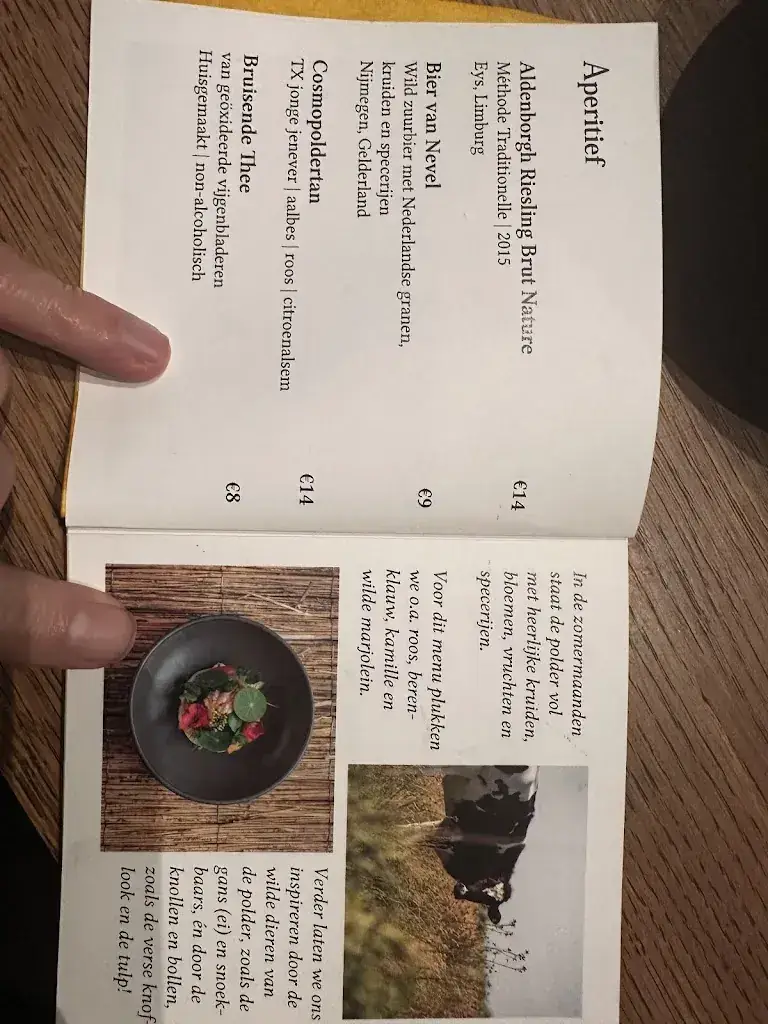 Aperitief
Aldenborgh Riesling Brut Nature €14
Méthode Traditionelle | 2015
Eys, Limburg
Bier van Nevel €9
Wild zuurbier met Nederlandse granen,
kruiden en specerijen
Nijmegen, Gelderland
Cosmopoldertan €14
TX jonge jenever | aalbes | roos | citroenalsem
Bruisende Thee €8
van geöxideerde vijgenbladeren
Huisgemaakt | non-alcoholisch
In de zomermaanden
staat de polder vol
met heerlijke kruiden,
bloemen, vruchten en
specerijen.
Voor dit menu plukken
we o.a. roos, beren-
klauw, kamille en
wilde marjolein.
Verder laten we ons
inspireren door de
wilde dieren van
de polder, zoals de
gans (ei) en snoek-
baars, én door de
knollen en bollen,
zoals de verse knof-
look en de tulp!